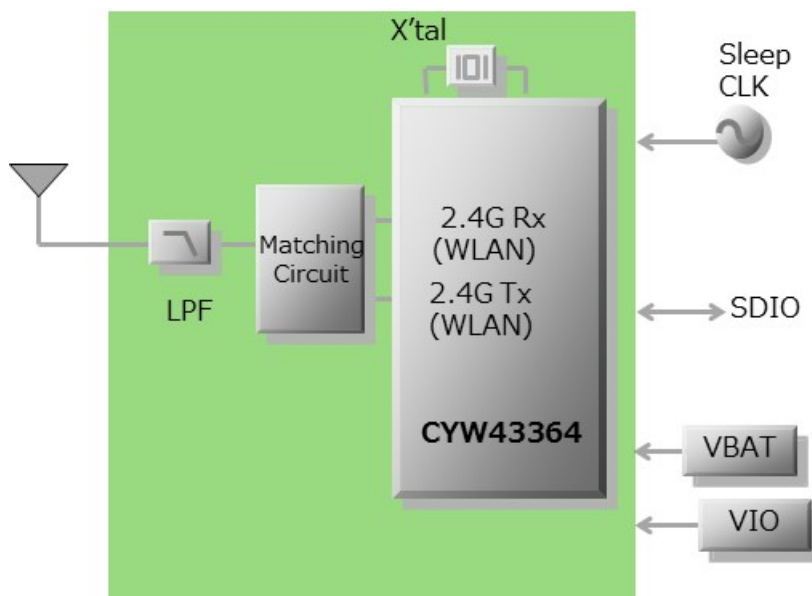 X'tal
Sleep
CLK
2.4G Rx
(WLAN)
Matching
Circuit
2.4G Tx
(WLAN)
LPF
SDIO
CYW43364
VBAT
VIO